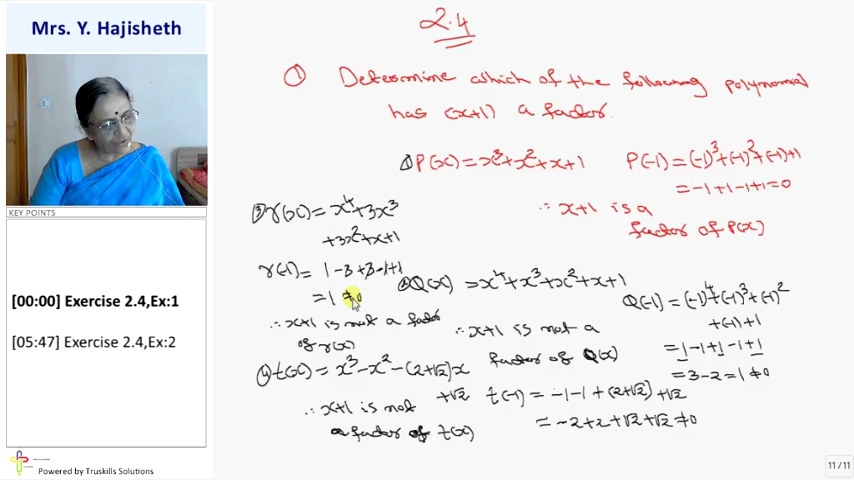 Mrs. Y. Hajisheth
KEY POINTS
[00:00] Exercise 2.4,Ex:1
[05:47] Exercise 2.4,Ex:2
Powered by Truskills Solutions
2.4
① Determine which of the following polynomial
has (x+1) a factor.
① P(x) = x³+x²+x+1
P(-1) = (-1)³+(-1)²+(-1)+1
= -1+1-1+1=0
∴ x+1 is a
factor of P(x)
③ r(x) = x⁴+3x³
+3x²+x+1
r(-1) = 1-3+3-1+1
= 1 ≠0
∴ x+1 is not a factor
of r(x)
② Q(x) = x⁴+x³+x²+x+1
Q(-1) = (-1)⁴+(-1)³+(-1)²
+(-1)+1
= 1-1+1-1+1
= 3-2=1≠0
∴ x+1 is not a
factor of Q(x)
④ t(x) = x³-x²-(2+√2)x
+√2
t(-1) = -1-1+(2+√2)+√2
= -2+2+√2+√2≠0
∴ x+1 is not
a factor of t(x)
11/11